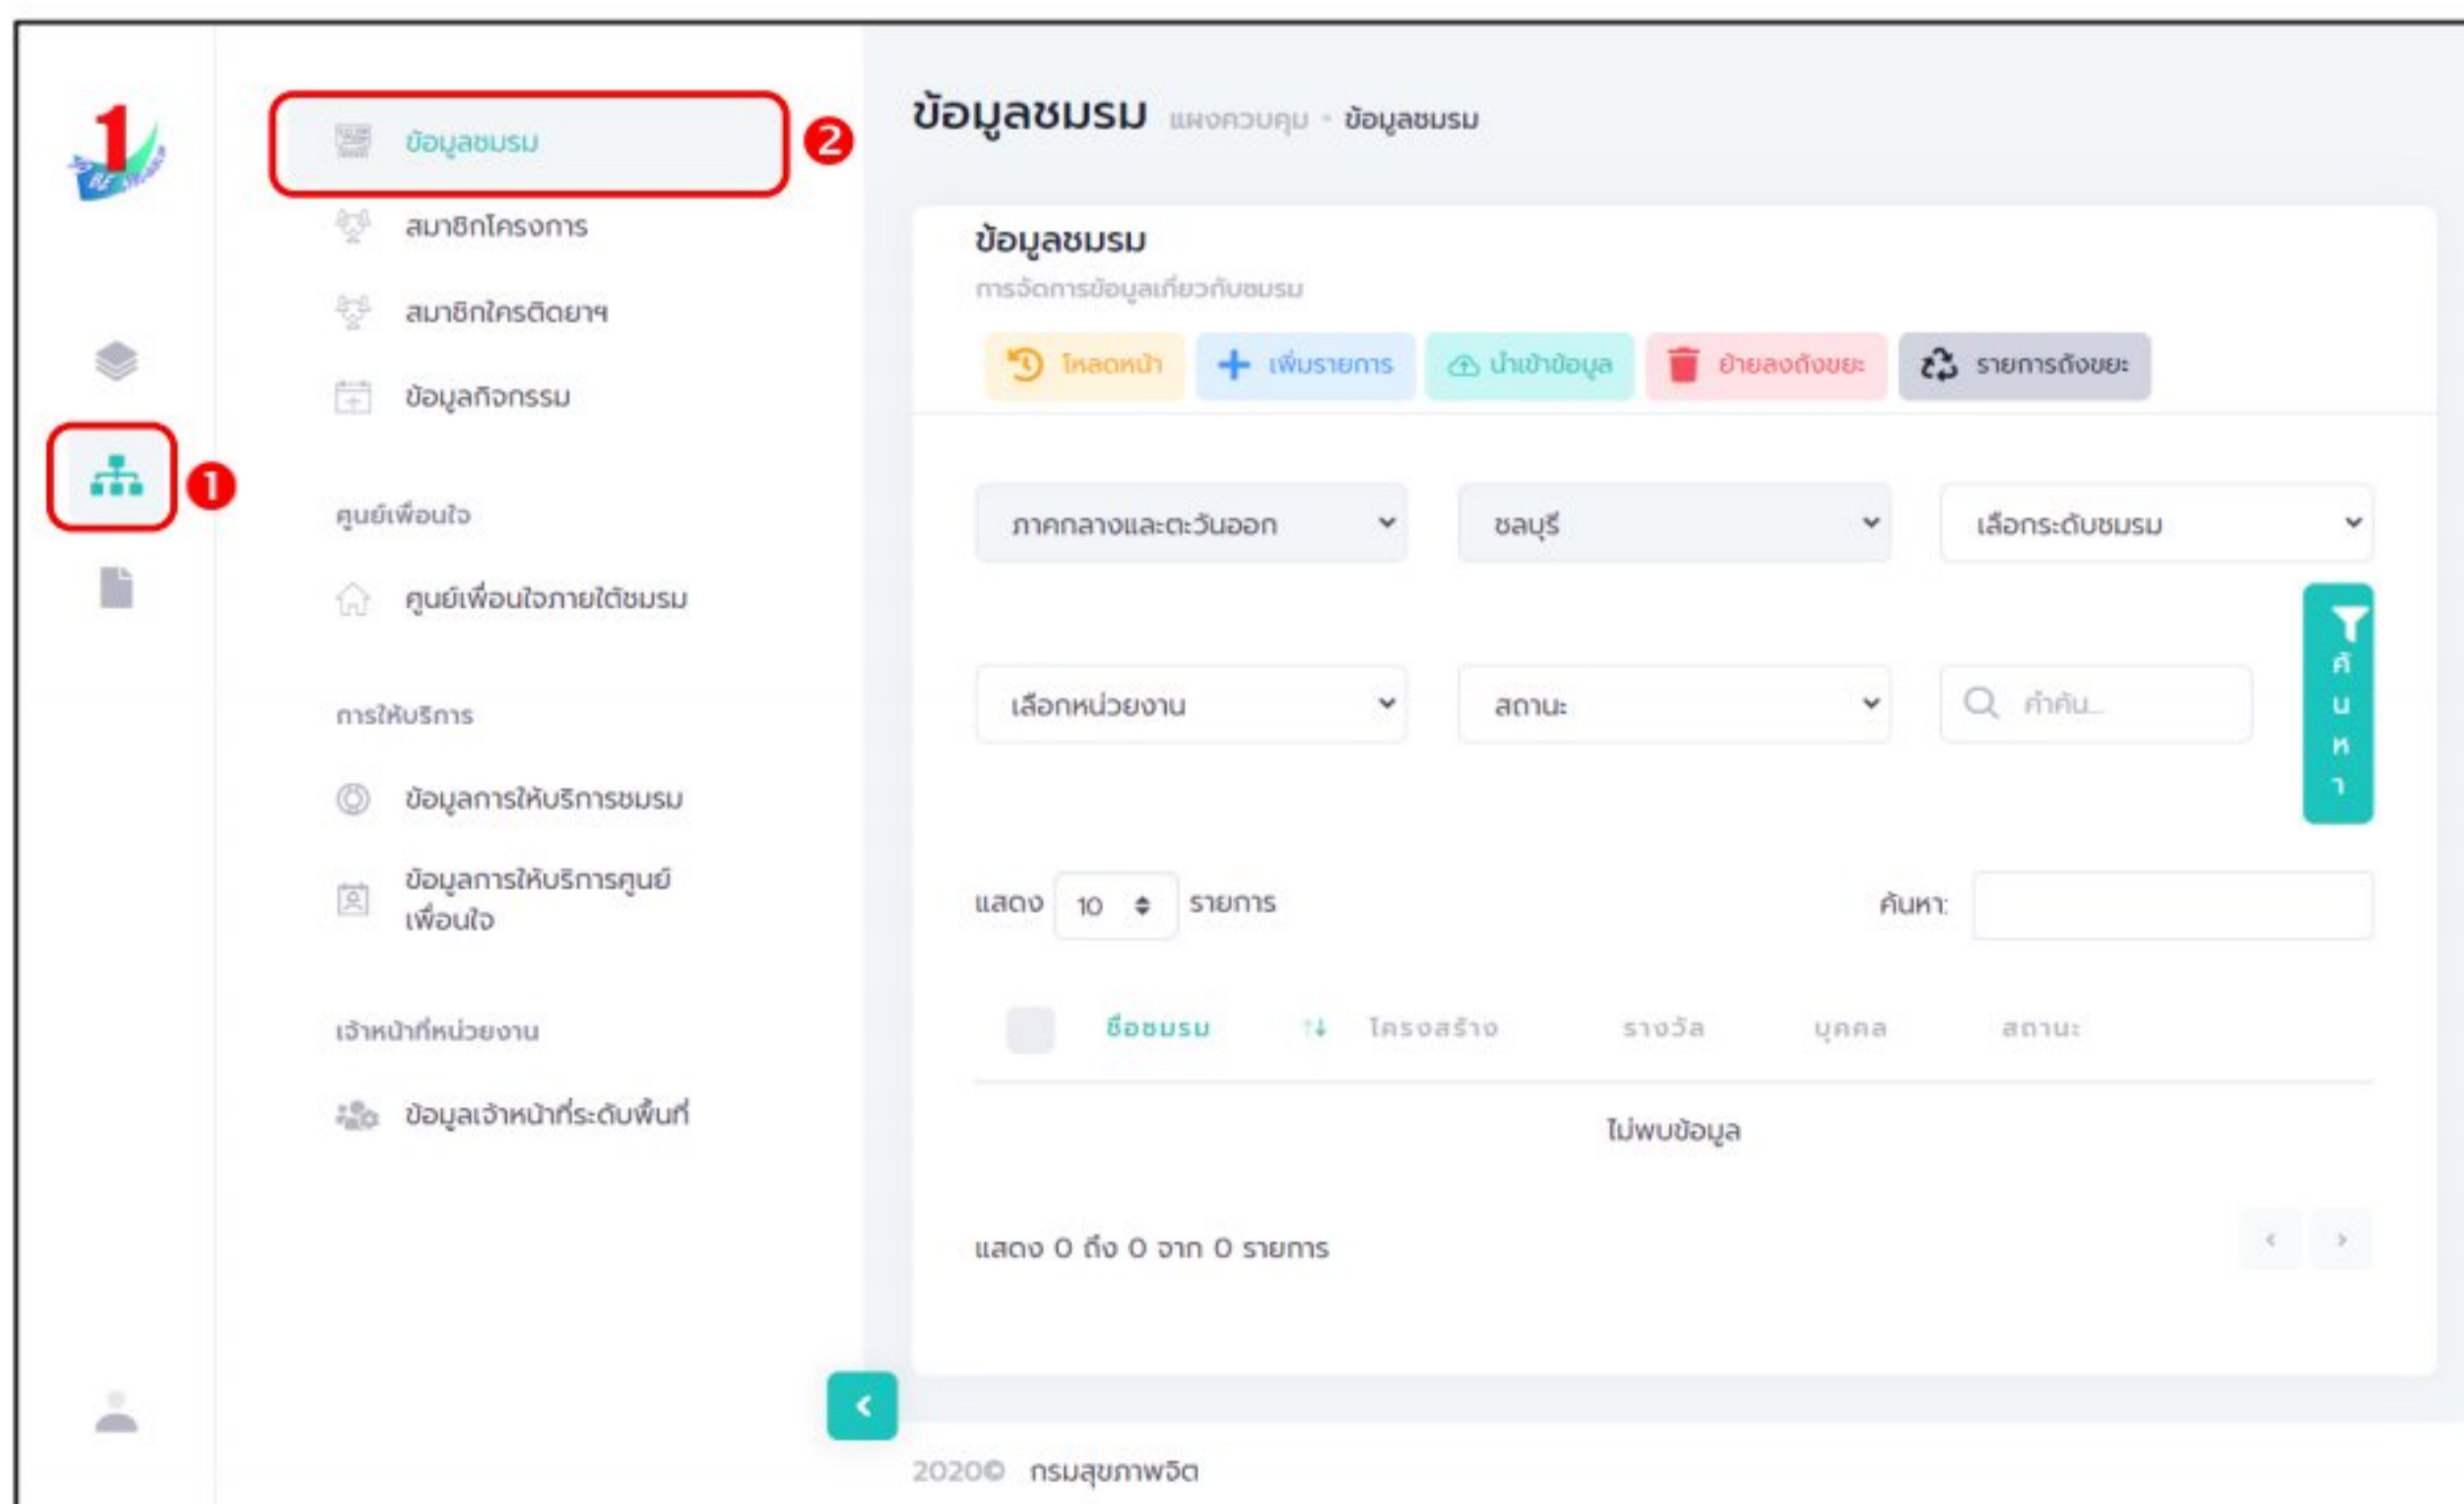 1
ข้อมูลชมรม
2
สมาชิกโครงการ
สมาชิกใครติดยาฯ
ข้อมูลกิจกรรม
1
ศูนย์เพื่อนใจ
ศูนย์เพื่อนใจภายใต้ชมรม
การให้บริการ
ข้อมูลการให้บริการชมรม
ข้อมูลการให้บริการศูนย์
เพื่อนใจ
เจ้าหน้าที่หน่วยงาน
ข้อมูลเจ้าหน้าที่ระดับพื้นที่
ข้อมูลชมรม แผงควบคุม • ข้อมูลชมรม
ข้อมูลชมรม
การจัดการข้อมูลเกี่ยวกับชมรม
โหลดหน้า เพิ่มรายการ นำเข้าข้อมูล ย้ายลงถังขยะ รายการถังขยะ
ภาคกลางและตะวันออก ชลบุรี เลือกระดับชมรม
เลือกหน่วยงาน สถานะ คำค้น... ค้นหา
แสดง 10 รายการ ค้นหา:
ชื่อชมรม โครงสร้าง รางวัล บุคคล สถานะ
ไม่พบข้อมูล
แสดง 0 ถึง 0 จาก 0 รายการ
2020© กรมสุขภาพจิต